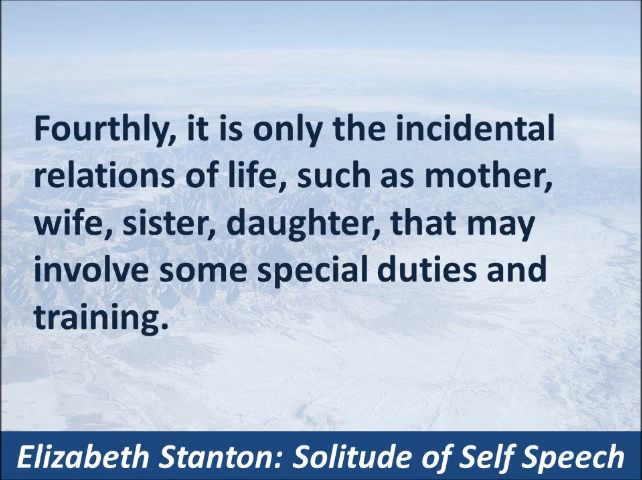 Fourthly, it is only the incidental
relations of life, such as mother,
wife, sister, daughter, that may
involve some special duties and
training.
Elizabeth Stanton: Solitude of Self Speech